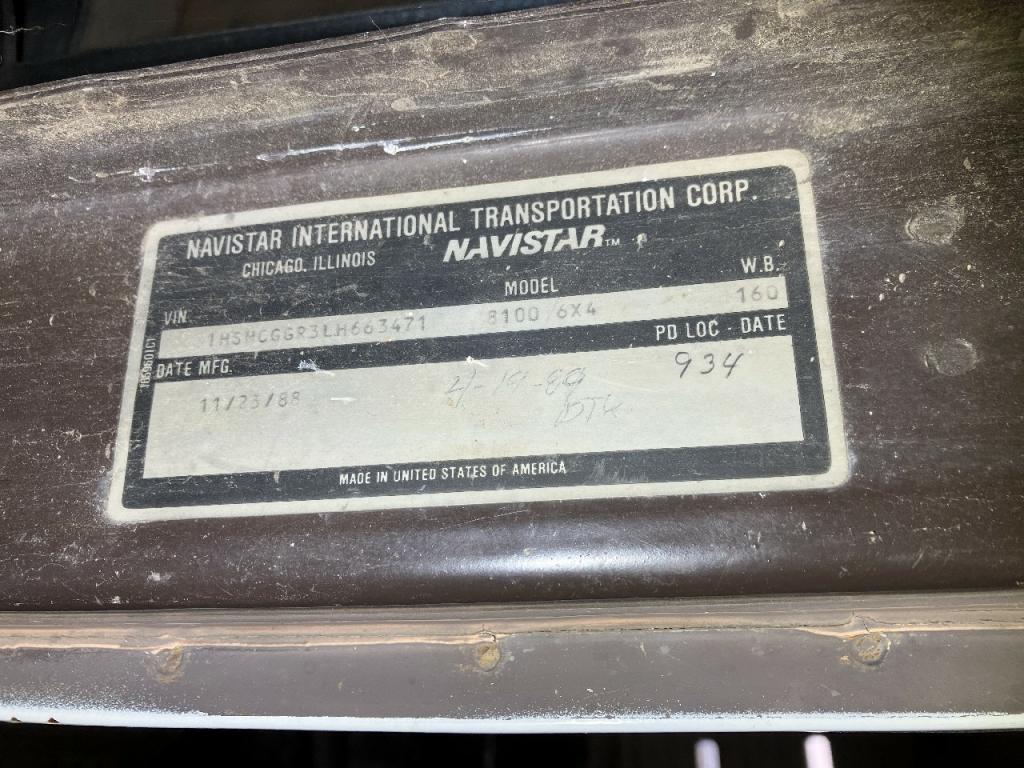 NAVISTAR INTERNATIONAL TRANSPORTATION CORP.
CHICAGO, ILLINOIS NAVISTAR™
VIN MODEL W.B.
1HSHCGGR3LH663471 8100 6X4 160
DATE MFG. PD LOC - DATE
11/23/88 934
MADE IN UNITED STATES OF AMERICA